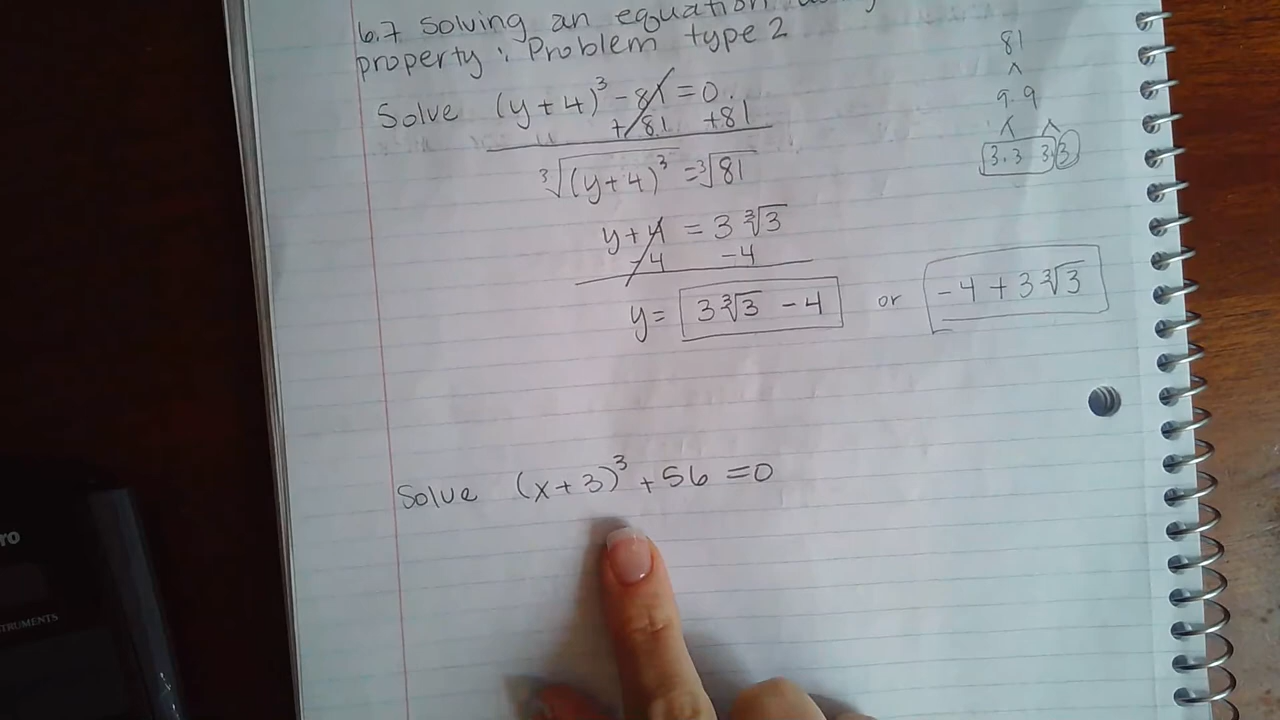 6.7 Solving an equation
property: Problem type 2
Solve (y+4)³ - 81 = 0.
+81 +81
∛(y+4)³ = ∛81
y+4 = 3∛3
-4 -4
y = 3∛3 - 4 or -4+3∛3
81
^
9·9
^ ^
3·3 3·3
Solve (x+3)³ + 56 = 0
ro
TRUMENTS